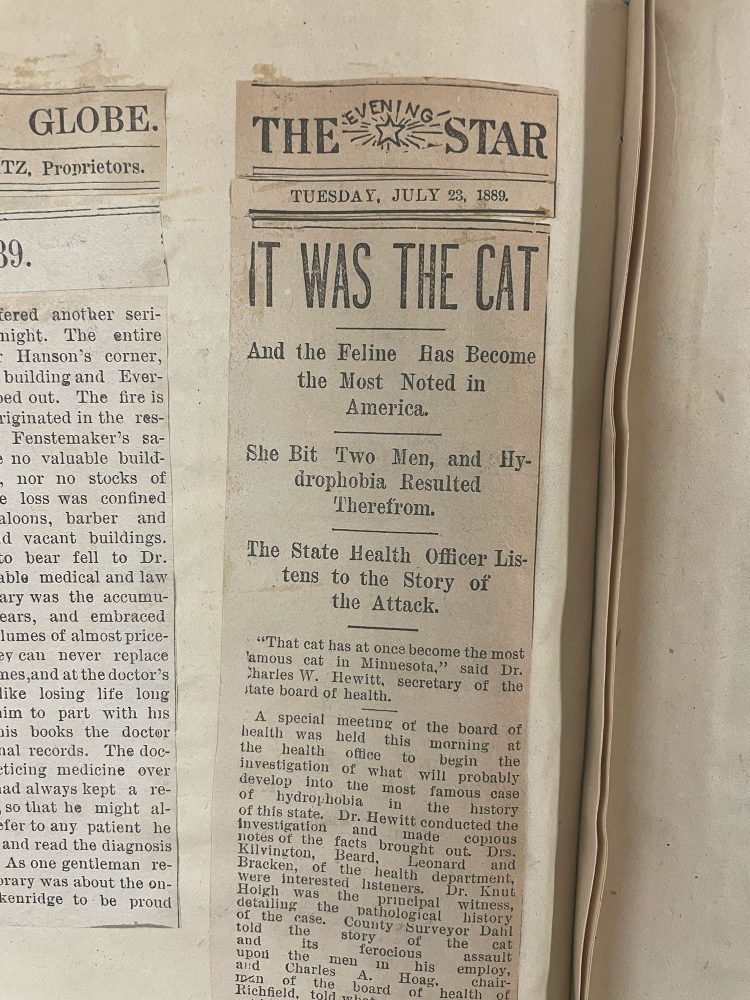 GLOBE.
TZ, Proprietors.
39.
fered another seri-
night. The entire
Hanson's corner,
building and Ever-
ped out. The fire is
riginated in the res-
Fenstemaker's sa-
e no valuable build-
, nor no stocks of
e loss was confined
aloons, barber and
d vacant buildings.
to bear fell to Dr.
able medical and law
ary was the accumu-
ears, and embraced
lumes of almost price-
ey can never replace
mes, and at the doctor's
like losing life long
him to part with his
his books the doctor
nal records. The doc-
cticing medicine over
had always kept a re-
, so that he might al-
efer to any patient he
and read the diagnosis
As one gentleman re-
brary was about the on-
kenridge to be proud
THE EVENING STAR
TUESDAY, JULY 23, 1889.
IT WAS THE CAT
And the Feline Has Become
the Most Noted in
America.
She Bit Two Men, and Hy-
drophobia Resulted
Therefrom.
The State Health Officer Lis-
tens to the Story of
the Attack.
"That cat has at once become the most
famous cat in Minnesota," said Dr.
Charles W. Hewitt, secretary of the
state board of health.
A special meeting of the board of
health was held this morning at
the health office to begin the
investigation of what will probably
develop into the most famous case
of hydrophobia in the history
of this state. Dr. Hewitt conducted the
investigation and made copious
notes of the facts brought out. Drs.
Kilvington, Beard, Leonard and
Bracken, of the health department,
were interested listeners. Dr. Knut
Hoigh was the principal witness,
detailing the pathological history
of the case. County Surveyor Dahl
told the story of the cat
and its ferocious assault
upon the men in his employ,
and Charles A. Hoag, chair-
man of the board of health of
Richfield, told what